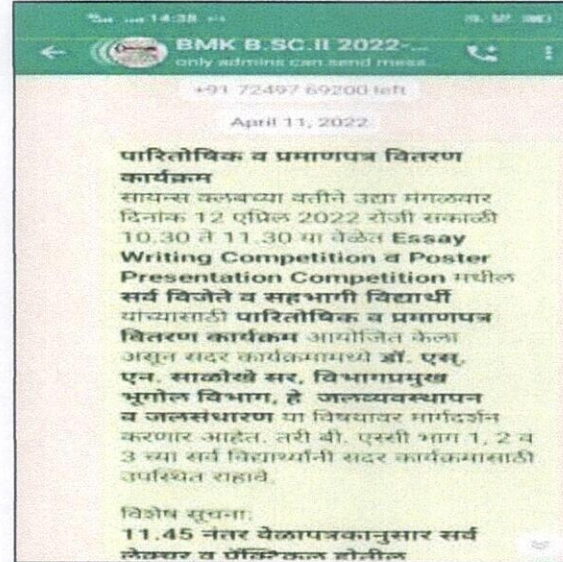 14:38
BMK B.SC.II 2022-...
only admins can send mess
+91 72497 69200 left
April 11, 2022
पारितोषिक व प्रमाणपत्र वितरण
कार्यक्रम
सायन्स क्लबच्या वतीने उद्या मंगळवार
दिनांक 12 एप्रिल 2022 रोजी सकाळी
10.30 ते 11.30 या वेळेत Essay
Writing Competition व Poster
Presentation Competition मधील
सर्व विजेते व सहभागी विद्यार्थी
यांच्यासाठी पारितोषिक व प्रमाणपत्र
वितरण कार्यक्रम आयोजित केला
असून सदर कार्यक्रमामध्ये डॉ. एस्.
एन. साळोखे सर, विभागप्रमुख
भूगोल विभाग, हे जलव्यवस्थापन
व जलसंधारण या विषयावर मार्गदर्शन
करणार आहेत. तरी बी. एससी भाग 1, 2 व
3 च्या सर्व विद्यार्थ्यांनी सदर कार्यक्रमासाठी
उपस्थित राहावे.
विशेष सूचना:
11.45 नंतर वेळापत्रकानुसार सर्व
लेक्चर व प्रॅक्टिकल होतील